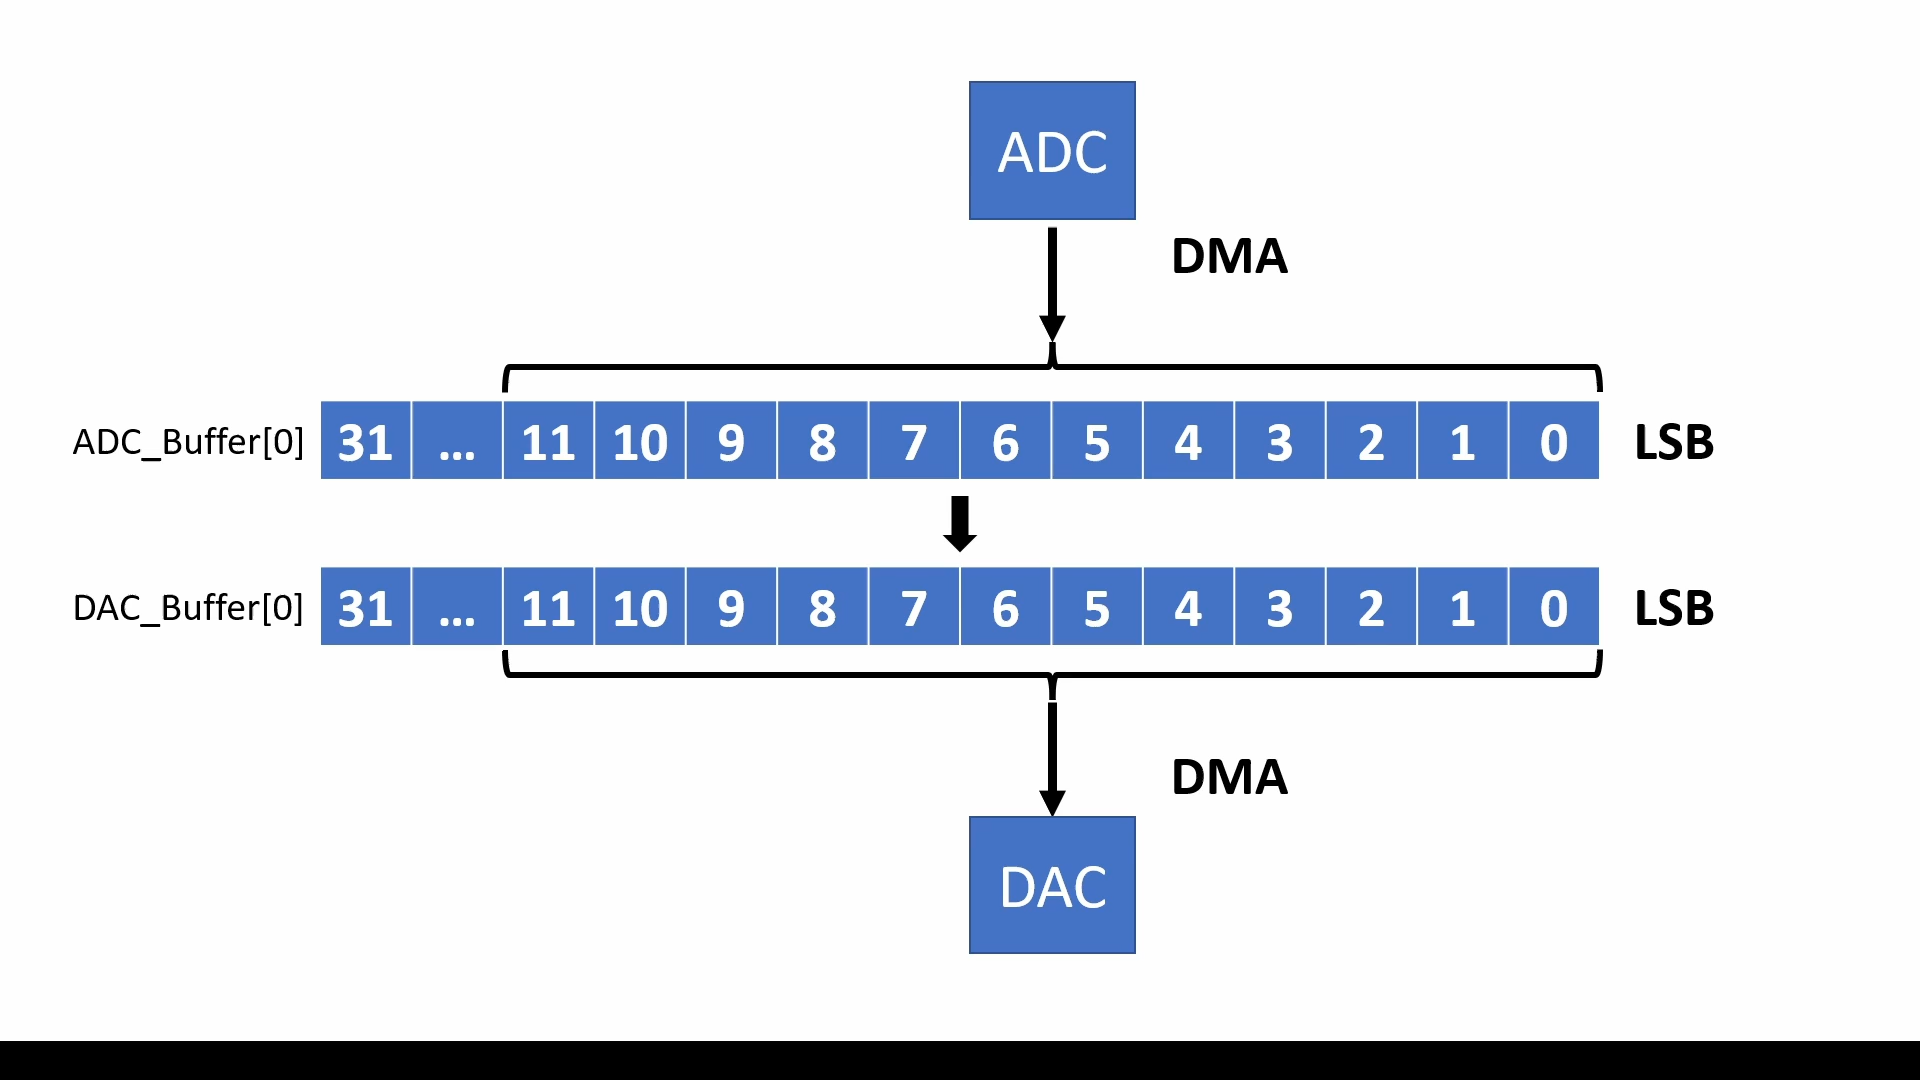 ADC
DMA
ADC_Buffer[0] 31 ... 11 10 9 8 7 6 5 4 3 2 1 0 LSB
DAC_Buffer[0] 31 ... 11 10 9 8 7 6 5 4 3 2 1 0 LSB
DMA
DAC